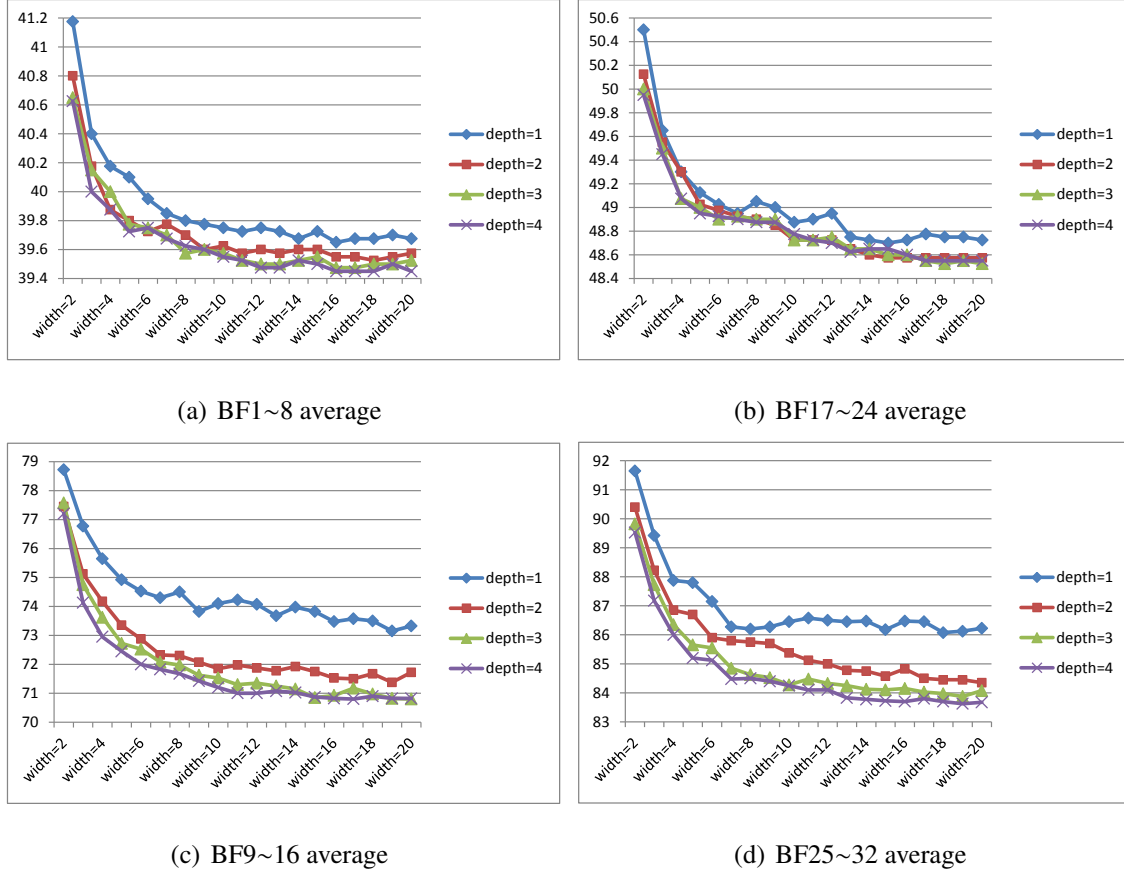 41.2
41
40.8
40.6
40.4
40.2
40
39.8
39.6
39.4
width=2
width=4
width=6
width=8
width=10
width=12
width=14
width=16
width=18
width=20
depth=1
depth=2
depth=3
depth=4
(a) BF1~8 average
50.6
50.4
50.2
50
49.8
49.6
49.4
49.2
49
48.8
48.6
48.4
width=2
width=4
width=6
width=8
width=10
width=12
width=14
width=16
width=18
width=20
depth=1
depth=2
depth=3
depth=4
(b) BF17~24 average
79
78
77
76
75
74
73
72
71
70
width=2
width=4
width=6
width=8
width=10
width=12
width=14
width=16
width=18
width=20
depth=1
depth=2
depth=3
depth=4
(c) BF9~16 average
92
91
90
89
88
87
86
85
84
83
width=2
width=4
width=6
width=8
width=10
width=12
width=14
width=16
width=18
width=20
depth=1
depth=2
depth=3
depth=4
(d) BF25~32 average